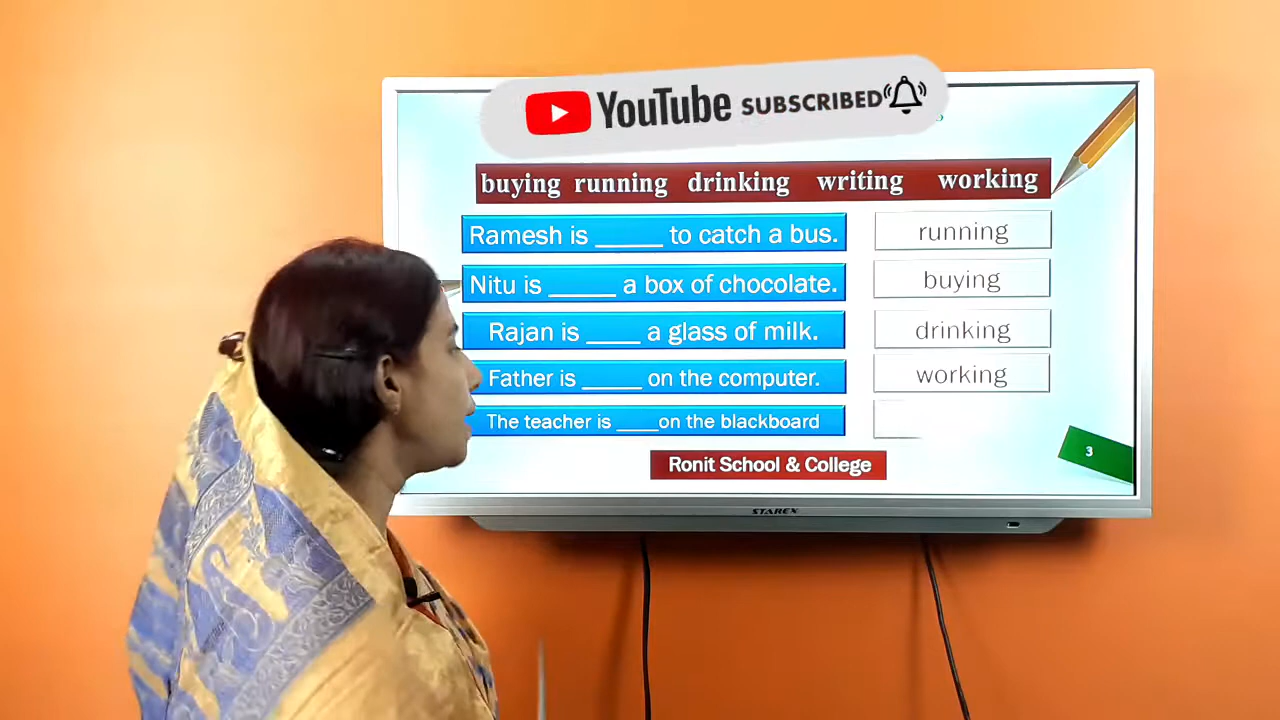 YouTube SUBSCRIBED
buying running drinking writing working
Ramesh is _____ to catch a bus.
running
Nitu is _____ a box of chocolate.
buying
Rajan is ____ a glass of milk.
drinking
Father is _____ on the computer.
working
The teacher is ____on the blackboard
Ronit School & College
3
STAREX